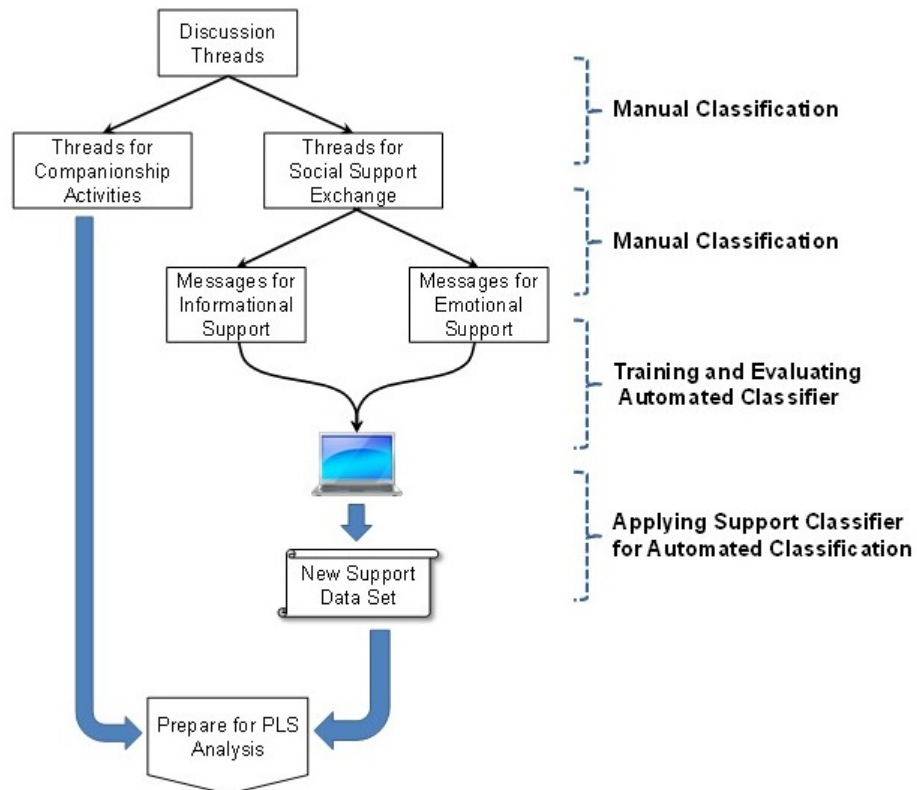 Discussion
Threads
Manual Classification
Threads for
Companionship
Activities
Threads for
Social Support
Exchange
Manual Classification
Messages for
Informational
Support
Messages for
Emotional
Support
Training and Evaluating
Automated Classifier
Applying Support Classifier
for Automated Classification
New Support
Data Set
Prepare for PLS
Analysis